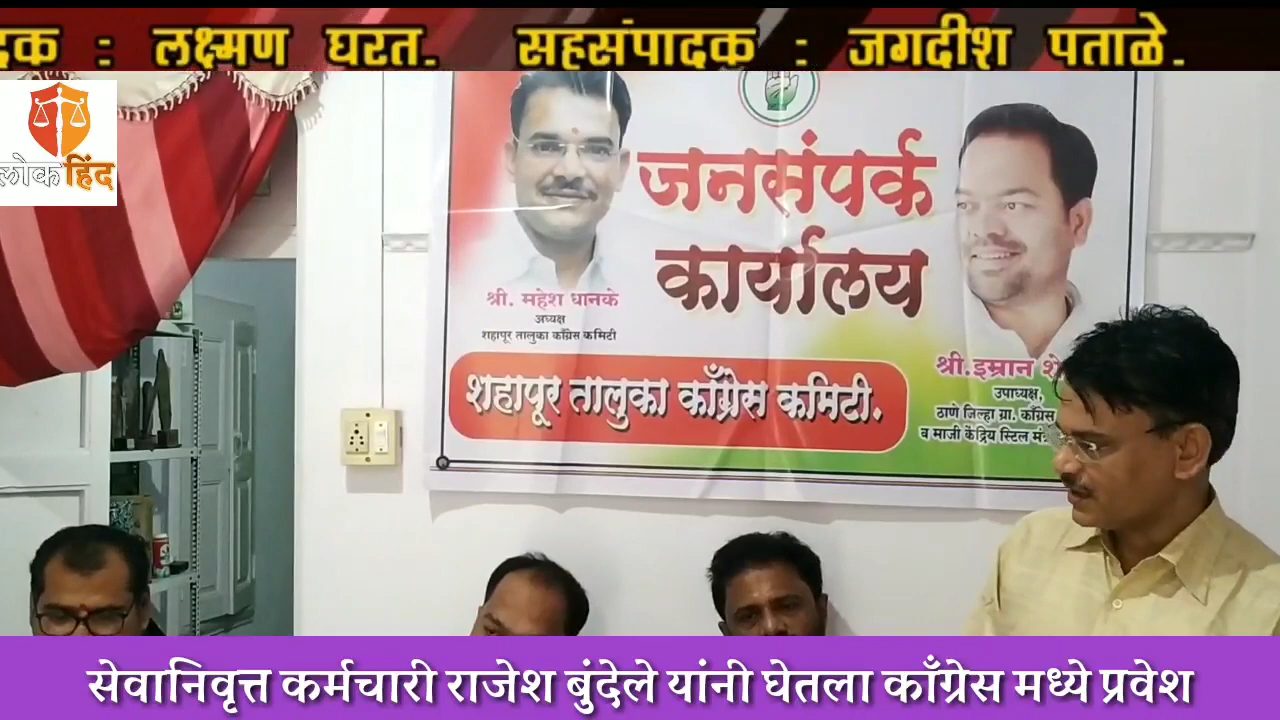 : लक्ष्मण घरत. सहसंपादक : जगदीश पताळे.
लोकहिंद
जनसंपर्क
कार्यालय
श्री. महेश धानके
अध्यक्ष
शहापूर तालुका काँग्रेस कमिटी
श्री.इम्रान
उपाध्यक्ष,
ठाणे जिल्हा ग्रा. काँग्रेस
व माजी केंद्रिय स्टिल
शहापूर तालुका काँग्रेस कमिटी.
सेवानिवृत्त कर्मचारी राजेश बुंदेले यांनी घेतला काँग्रेस मध्ये प्रवेश